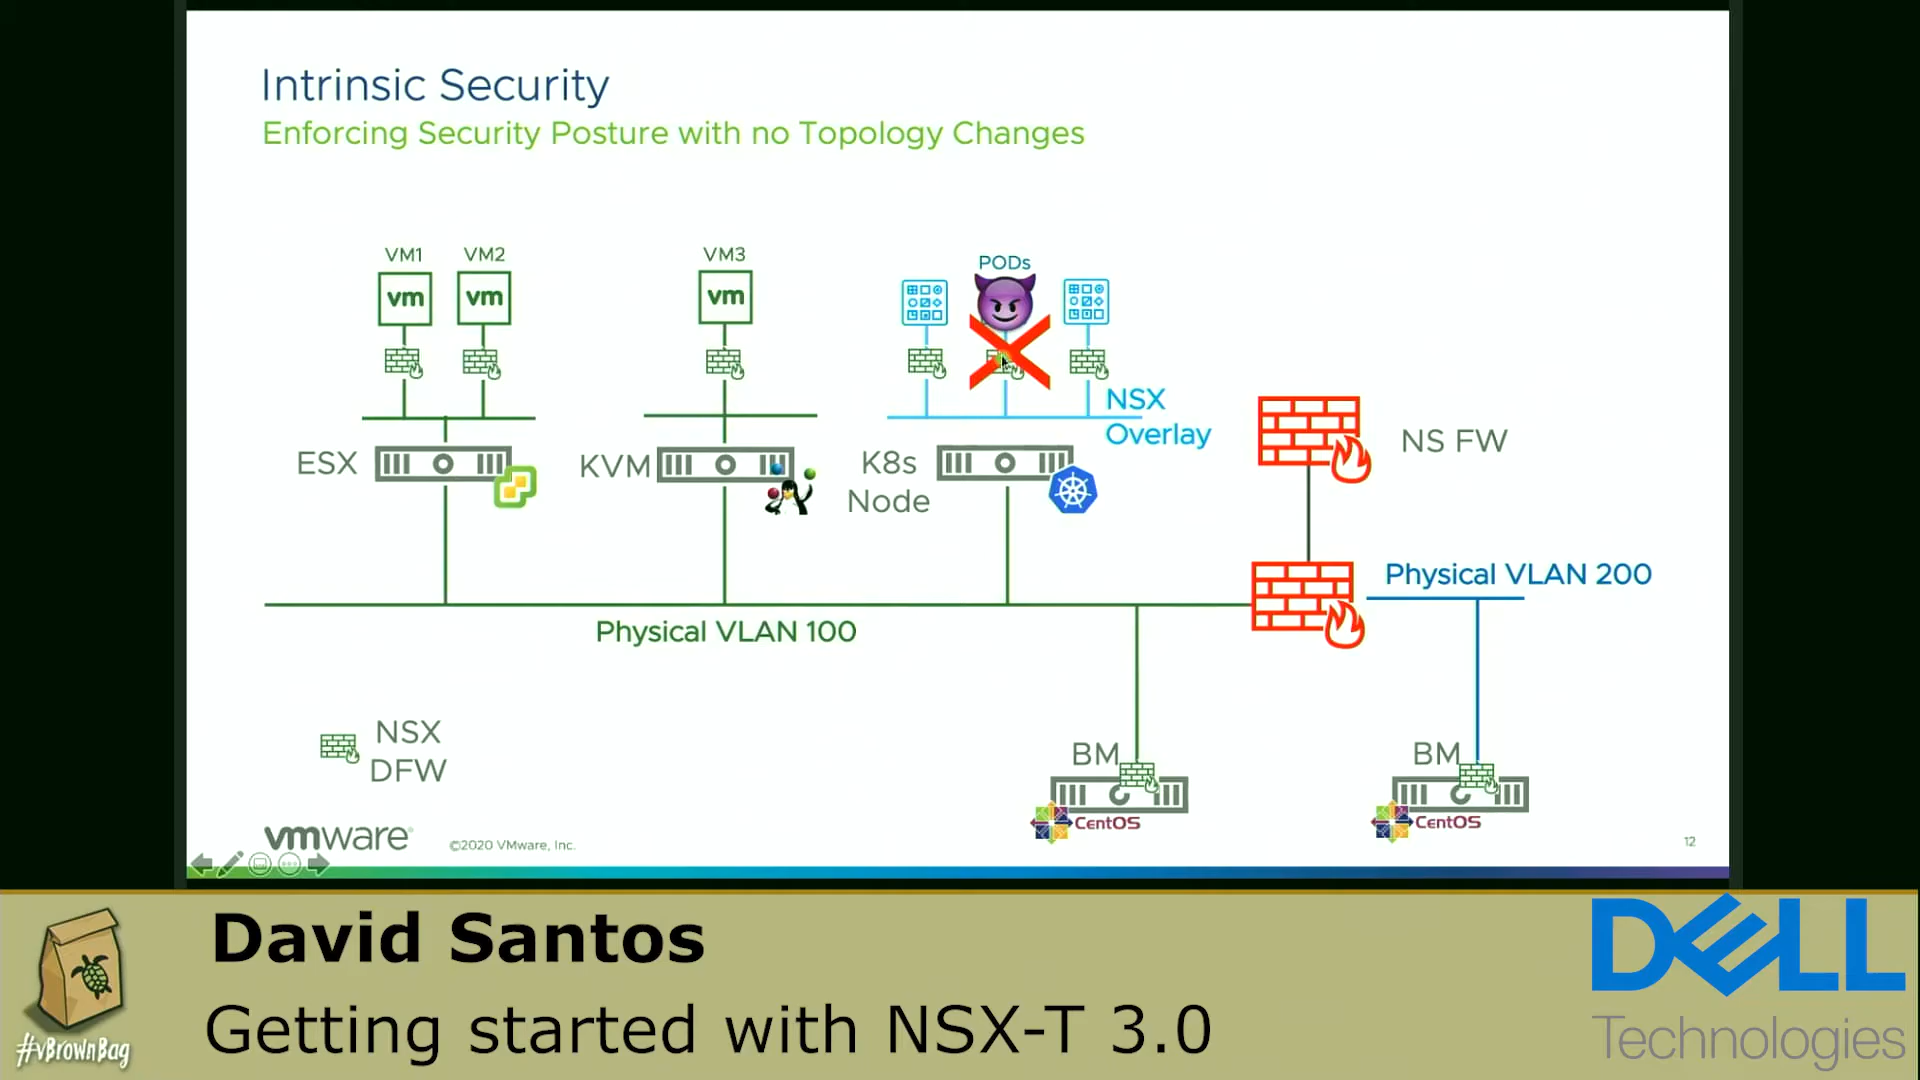 Intrinsic Security
Enforcing Security Posture with no Topology Changes
VM1
VM2
VM3
PODs
vm
vm
vm
NSX
Overlay
ESX
KVM
K8s
Node
NS FW
Physical VLAN 200
Physical VLAN 100
NSX
DFW
BM
BM
CentOS
CentOS
vmware
©2020 VMware, Inc.
12
David Santos
Getting started with NSX-T 3.0
#vBrownBag
DELL
Technologies